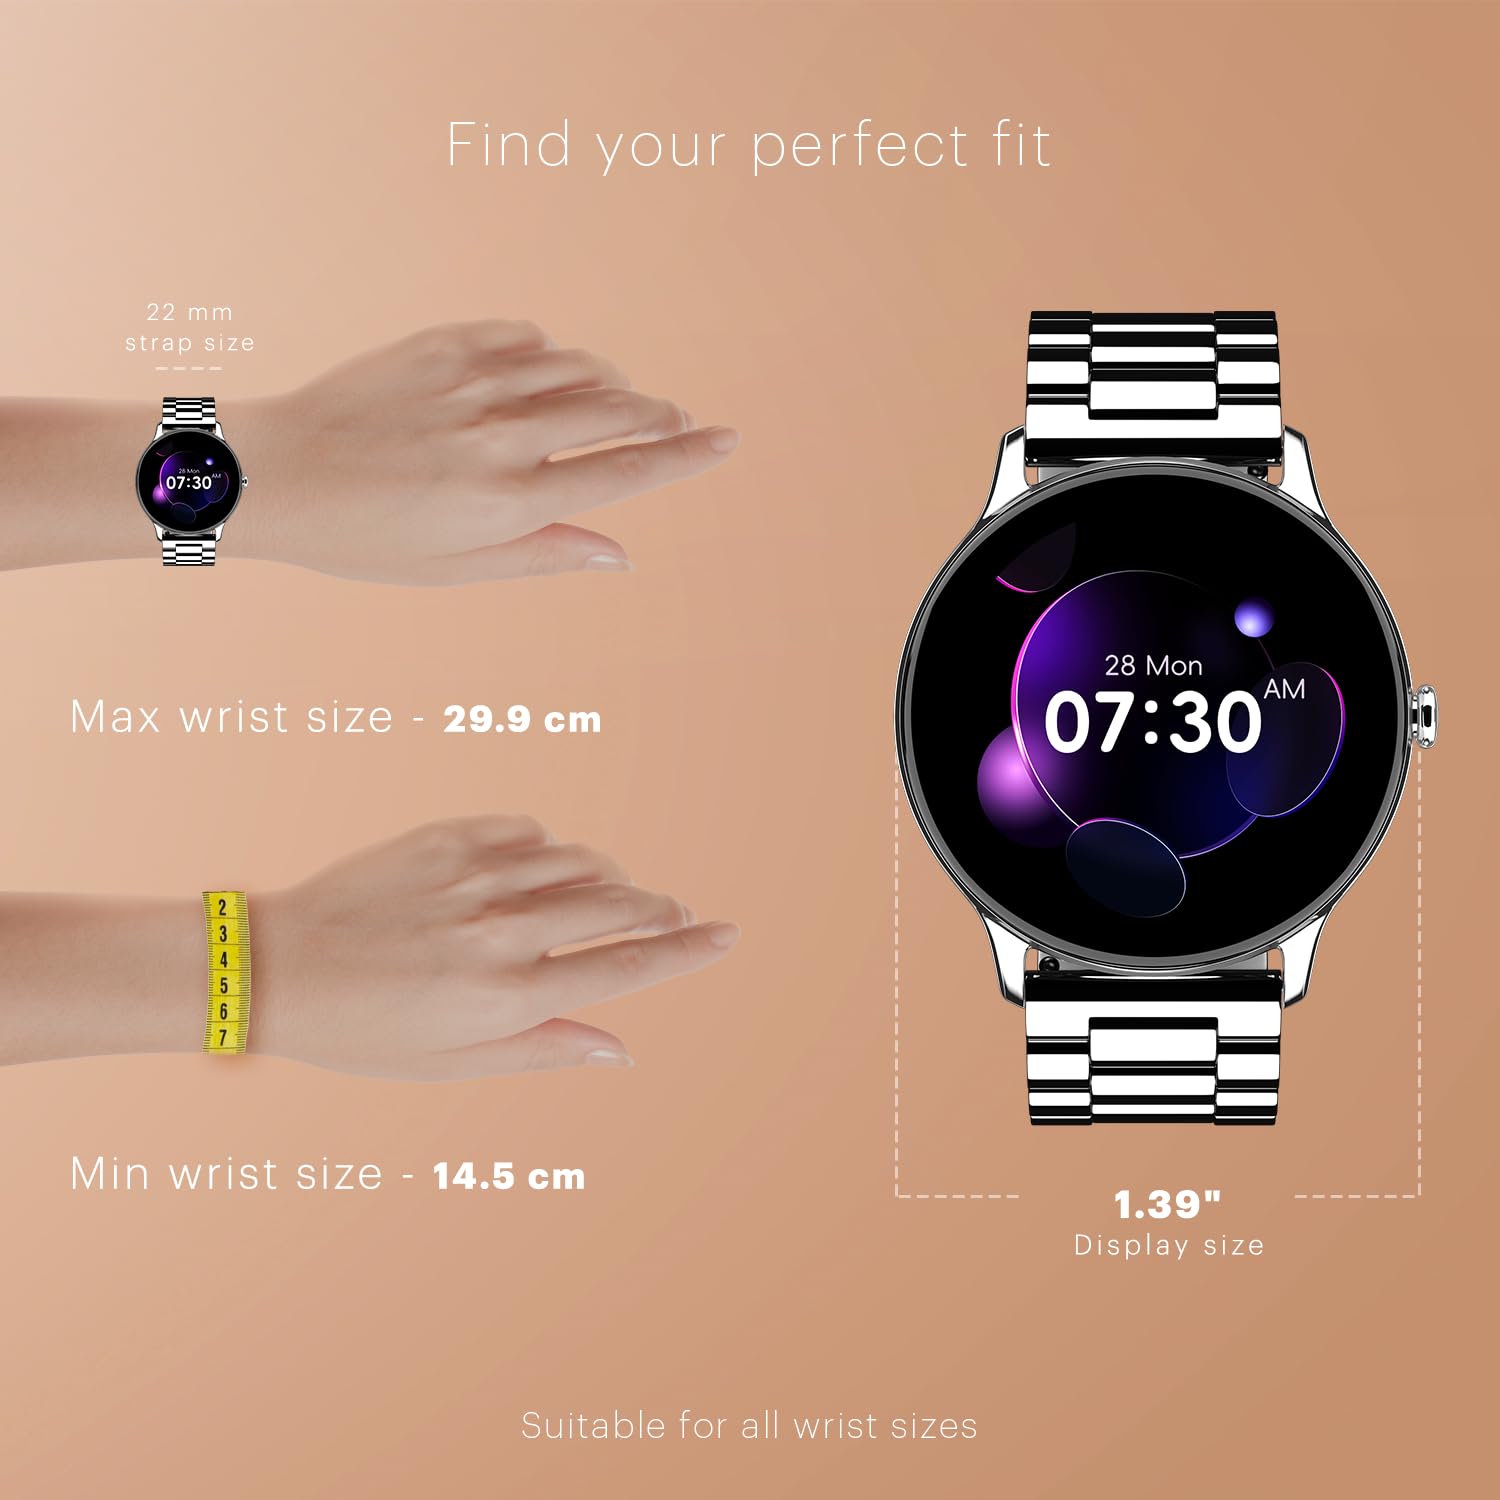 Find your perfect fit
22 mm
strap size
28 Mon
07:30 AM
Max wrist size - 29.9 cm
28 Mon
07:30 AM
2
3
4
5
6
7
Min wrist size - 14.5 cm
1.39"
Display size
Suitable for all wrist sizes